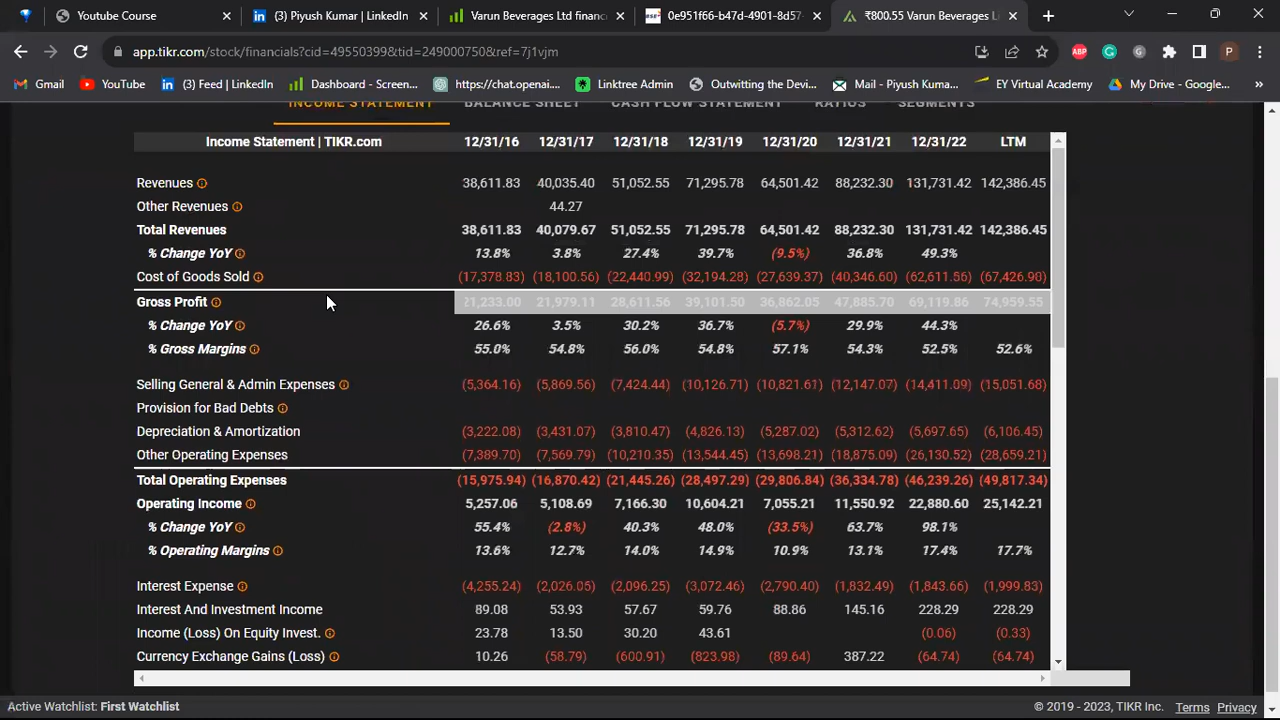 Youtube Course
(3) Piyush Kumar | LinkedIn
Varun Beverages Ltd financ
0e951f66-b47d-4901-8d57-
₹800.55 Varun Beverages Li
app.tikr.com/stock/financials?cid=49550399&tid=249000750&ref=7j1vjm
Gmail YouTube (3) Feed | LinkedIn Dashboard - Screen... https://chat.openai.... Linktree Admin Outwitting the Devi... Mail - Piyush Kuma... EY Virtual Academy My Drive - Google...
INCOME STATEMENT BALANCE SHEET CASH FLOW STATEMENT RATIOS SEGMENTS
Income Statement | TIKR.com 12/31/16 12/31/17 12/31/18 12/31/19 12/31/20 12/31/21 12/31/22 LTM
Revenues 38,611.83 40,035.40 51,052.55 71,295.78 64,501.42 88,232.30 131,731.42 142,386.45
Other Revenues 44.27
Total Revenues 38,611.83 40,079.67 51,052.55 71,295.78 64,501.42 88,232.30 131,731.42 142,386.45
% Change YoY 13.8% 3.8% 27.4% 39.7% (9.5%) 36.8% 49.3%
Cost of Goods Sold (17,378.83) (18,100.56) (22,440.99) (32,194.28) (27,639.37) (40,346.60) (62,611.56) (67,426.90)
Gross Profit 21,233.00 21,979.11 28,611.56 39,101.50 36,862.05 47,885.70 69,119.86 74,959.55
% Change YoY 26.6% 3.5% 30.2% 36.7% (5.7%) 29.9% 44.3%
% Gross Margins 55.0% 54.8% 56.0% 54.8% 57.1% 54.3% 52.5% 52.6%
Selling General & Admin Expenses (5,364.16) (5,869.56) (7,424.44) (10,126.71) (10,821.61) (12,147.07) (14,411.09) (15,051.68)
Provision for Bad Debts
Depreciation & Amortization (3,222.08) (3,431.07) (3,810.47) (4,826.13) (5,287.02) (5,312.62) (5,697.65) (6,106.45)
Other Operating Expenses (7,389.70) (7,569.79) (10,210.35) (13,544.45) (13,698.21) (18,875.09) (26,130.52) (28,659.21)
Total Operating Expenses (15,975.94) (16,870.42) (21,445.26) (28,497.29) (29,806.84) (36,334.78) (46,239.26) (49,817.34)
Operating Income 5,257.06 5,108.69 7,166.30 10,604.21 7,055.21 11,550.92 22,880.60 25,142.21
% Change YoY 55.4% (2.8%) 40.3% 48.0% (33.5%) 63.7% 98.1%
% Operating Margins 13.6% 12.7% 14.0% 14.9% 10.9% 13.1% 17.4% 17.7%
Interest Expense (4,255.24) (2,026.05) (2,096.25) (3,072.46) (2,790.40) (1,832.49) (1,843.66) (1,999.83)
Interest And Investment Income 89.08 53.93 57.67 59.76 88.86 145.16 228.29 228.29
Income (Loss) On Equity Invest. 23.78 13.50 30.20 43.61 (0.06) (0.33)
Currency Exchange Gains (Loss) 10.26 (58.79) (600.91) (823.98) (89.64) 387.22 (64.74) (64.74)
Active Watchlist: First Watchlist © 2019 - 2023, TIKR Inc. Terms Privacy